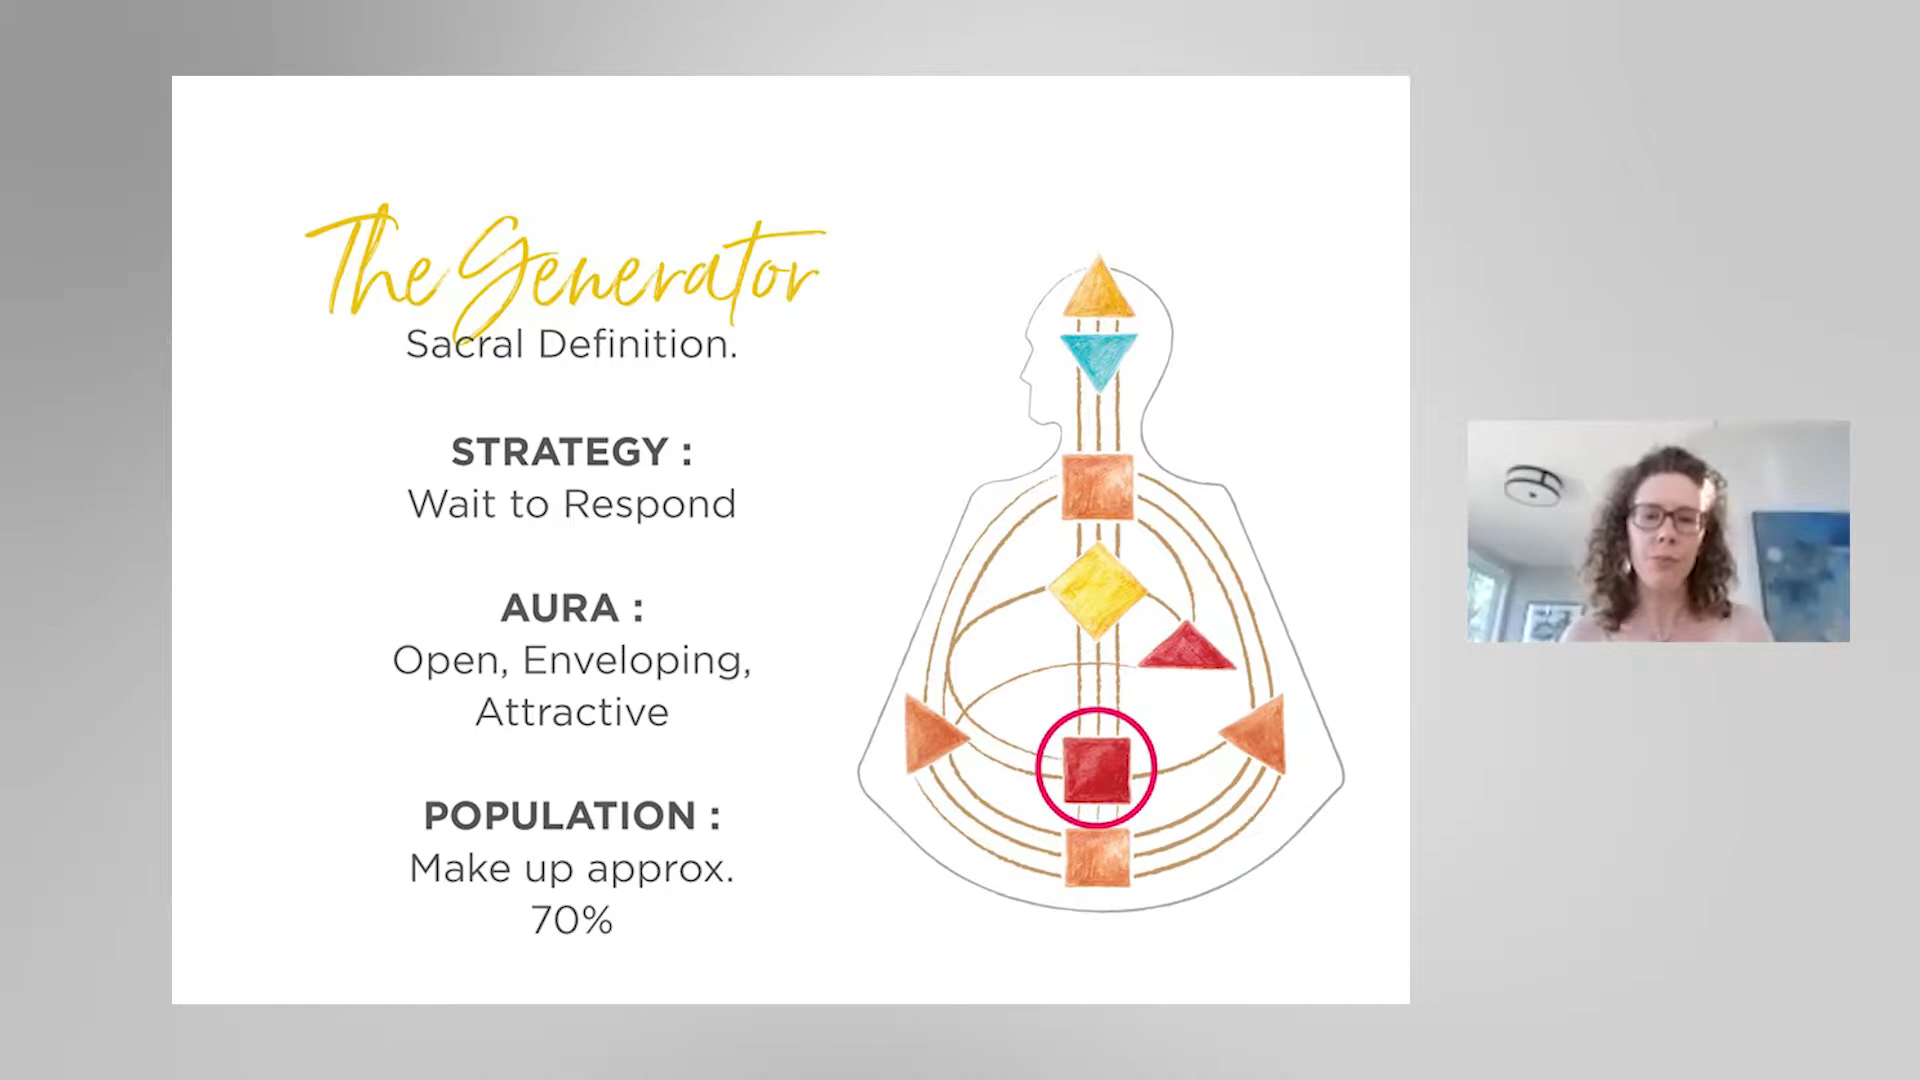 The Generator
Sacral Definition.
STRATEGY :
Wait to Respond
AURA :
Open, Enveloping,
Attractive
POPULATION :
Make up approx.
70%